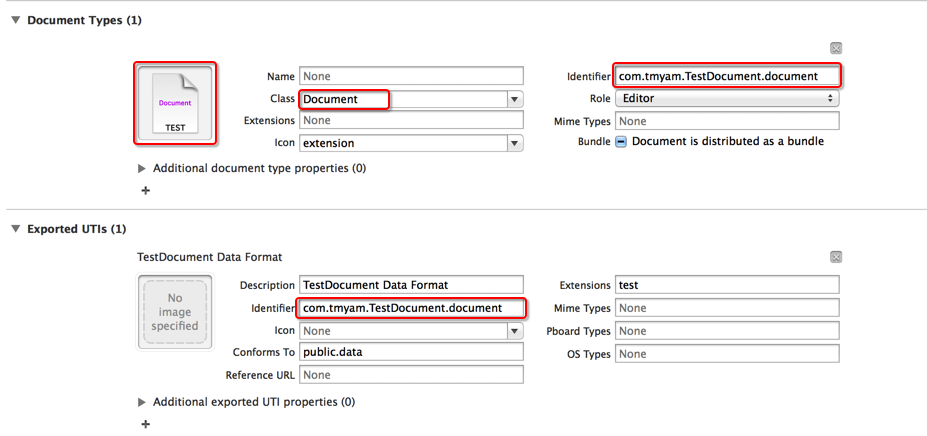 Document Types (1)
Document
TEST
Name None
Class Document
Extensions None
Icon extension
Identifier com.tmyam.TestDocument.document
Role Editor
Mime Types None
Bundle Document is distributed as a bundle
Additional document type properties (0)
Exported UTIs (1)
TestDocument Data Format
No
image
specified
Description TestDocument Data Format
Identifier com.tmyam.TestDocument.document
Icon None
Conforms To public.data
Reference URL None
Extensions test
Mime Types None
Pboard Types None
OS Types None
Additional exported UTI properties (0)